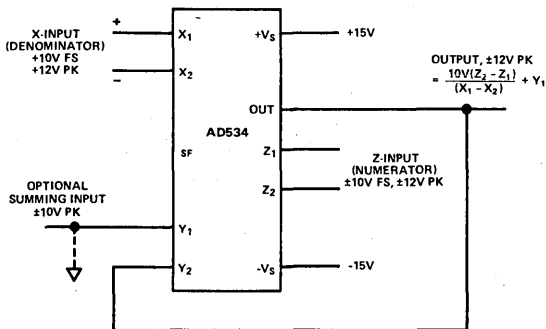 X-INPUT
(DENOMINATOR)
+10V FS
+12V PK
+
−
X1
X2
+VS
+15V
OUTPUT, ±12V PK
= 10V(Z2 − Z1)
(X1 − X2)
+ Y1
OUT
AD534
SF
Z1
Z2
Z-INPUT
(NUMERATOR)
±10V FS, ±12V PK
OPTIONAL
SUMMING INPUT
±10V PK
Y1
Y2
-VS
-15V